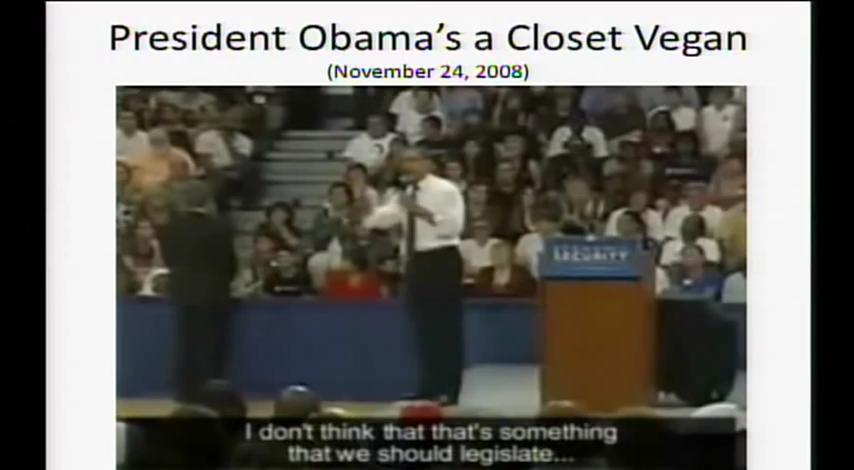 President Obama's a Closet Vegan
(November 24, 2008)
SECURITY
I don't think that that's something
that we should legislate...